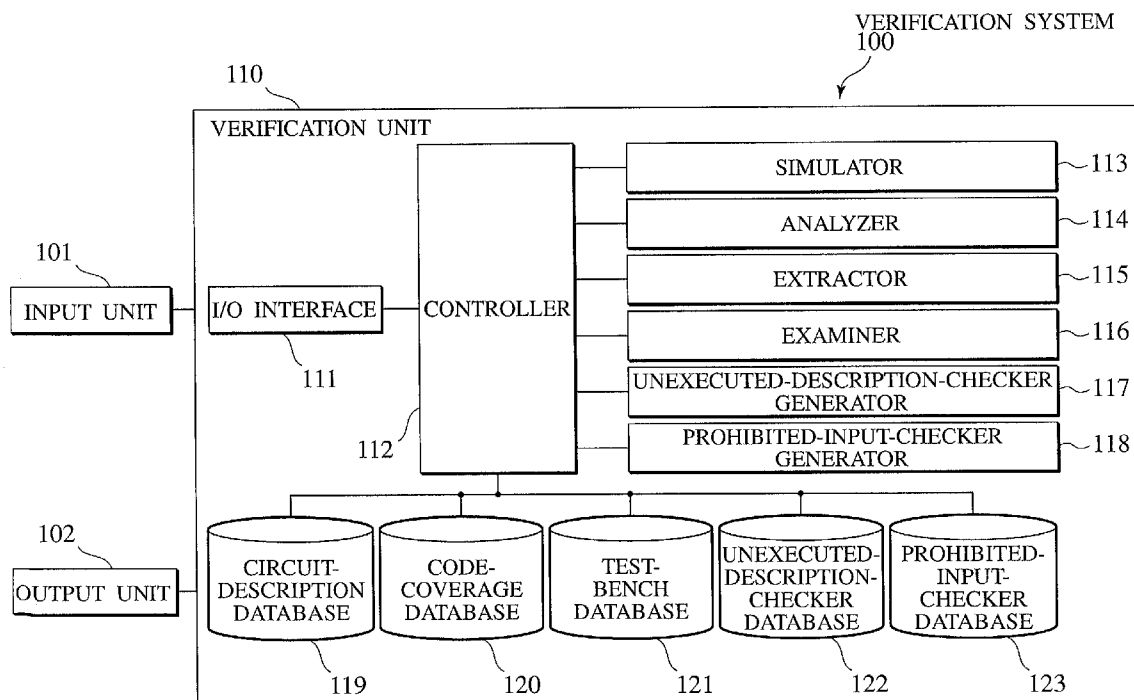 VERIFICATION SYSTEM
100
110
VERIFICATION UNIT
SIMULATOR
113
ANALYZER
114
101
EXTRACTOR
115
INPUT UNIT
I/O INTERFACE
CONTROLLER
EXAMINER
116
111
UNEXECUTED-DESCRIPTION-CHECKER
GENERATOR
117
112
PROHIBITED-INPUT-CHECKER
GENERATOR
118
102
OUTPUT UNIT
CIRCUIT-
DESCRIPTION
DATABASE
CODE-
COVERAGE
DATABASE
TEST-
BENCH
DATABASE
UNEXECUTED-
DESCRIPTION-
CHECKER
DATABASE
PROHIBITED-
INPUT-
CHECKER
DATABASE
119
120
121
122
123